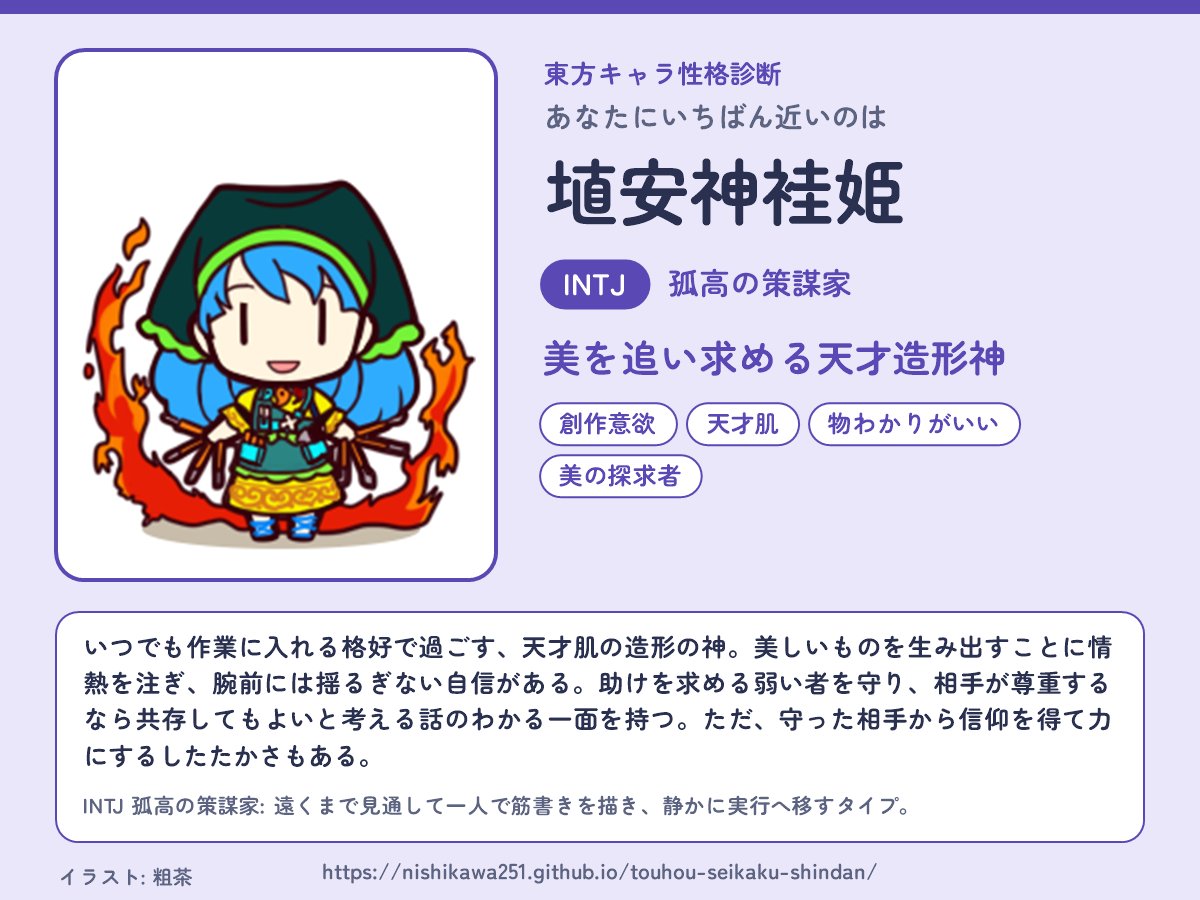 東方キャラ性格診断
あなたにいちばん近いのは
埴安神袿姫
INTJ 孤高の策謀家
美を追い求める天才造形神
創作意欲 天才肌 物わかりがいい
美の探求者
いつでも作業に入れる格好で過ごす、天才肌の造形の神。美しいものを生み出すことに情
熱を注ぎ、腕前には揺るぎない自信がある。助けを求める弱い者を守り、相手が尊重する
なら共存してもよいと考える話のわかる一面を持つ。ただ、守った相手から信仰を得て力
にするしたたかさもある。
INTJ 孤高の策謀家: 遠くまで見通して一人で筋書きを描き、静かに実行へ移すタイプ。
イラスト: 粗茶
https://nishikawa251.github.io/touhou-seikaku-shindan/